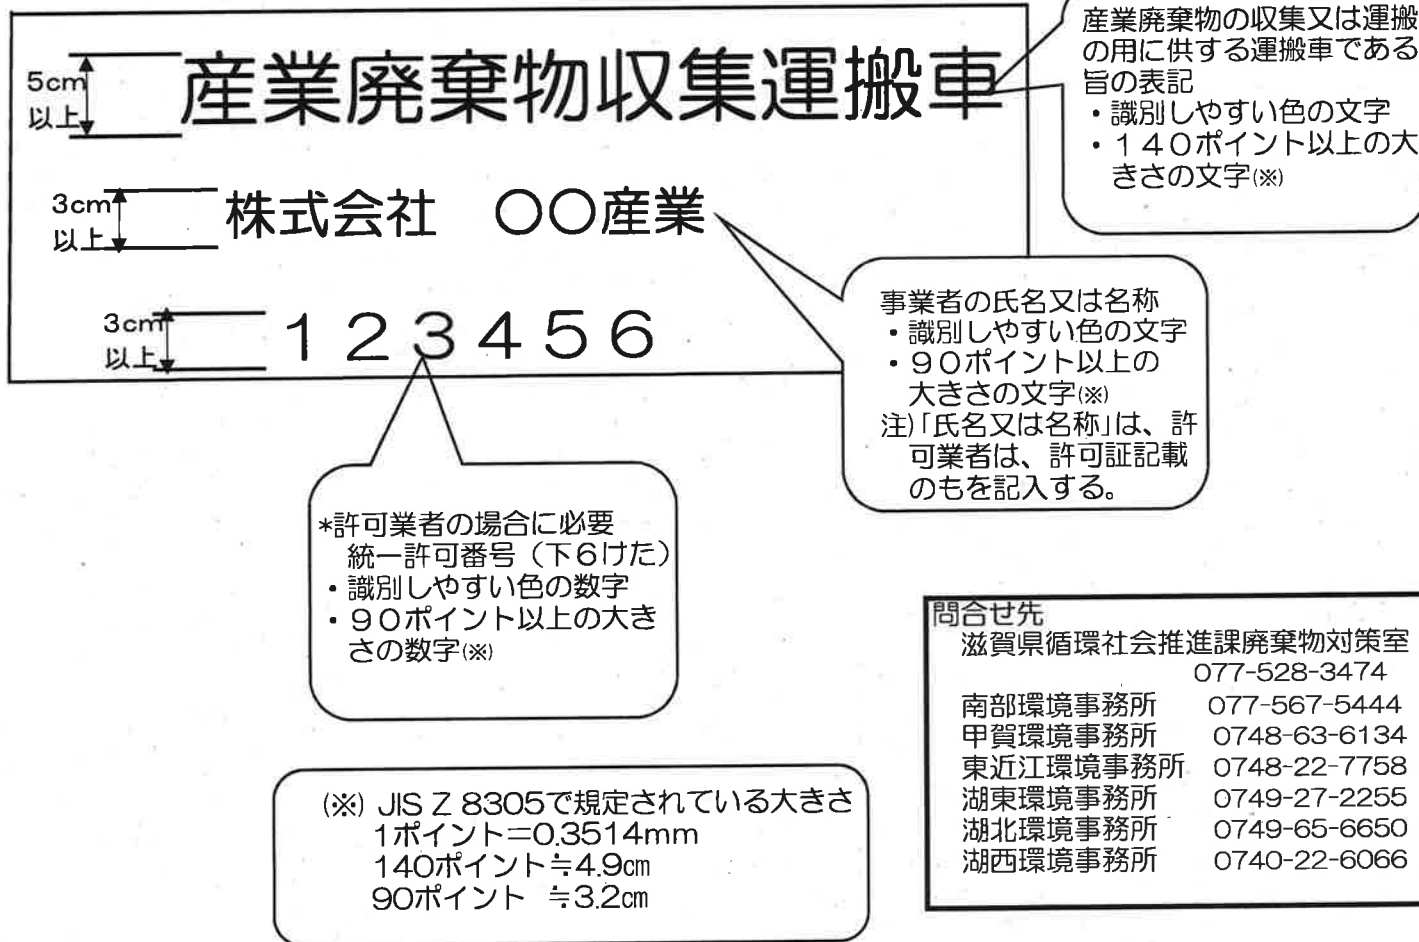 5cm
以上
産業廃棄物収集運搬車
3cm
以上
株式会社　○○産業
3cm
以上
１２３４５６
産業廃棄物の収集又は運搬
の用に供する運搬車である
旨の表記
・識別しやすい色の文字
・１４０ポイント以上の大
きさの文字(※)
事業者の氏名又は名称
・識別しやすい色の文字
・９０ポイント以上の
大きさの文字(※)
注)「氏名又は名称」は、許
可業者は、許可証記載
のもを記入する。
*許可業者の場合に必要
統一許可番号（下６けた）
・識別しやすい色の数字
・９０ポイント以上の大き
さの数字(※)
(※) JIS Z 8305で規定されている大きさ
1ポイント＝0.3514mm
140ポイント≒4.9㎝
90ポイント ≒3.2㎝
問合せ先
滋賀県循環社会推進課廃棄物対策室
077-528-3474
南部環境事務所 077-567-5444
甲賀環境事務所 0748-63-6134
東近江環境事務所 0748-22-7758
湖東環境事務所 0749-27-2255
湖北環境事務所 0749-65-6650
湖西環境事務所 0740-22-6066